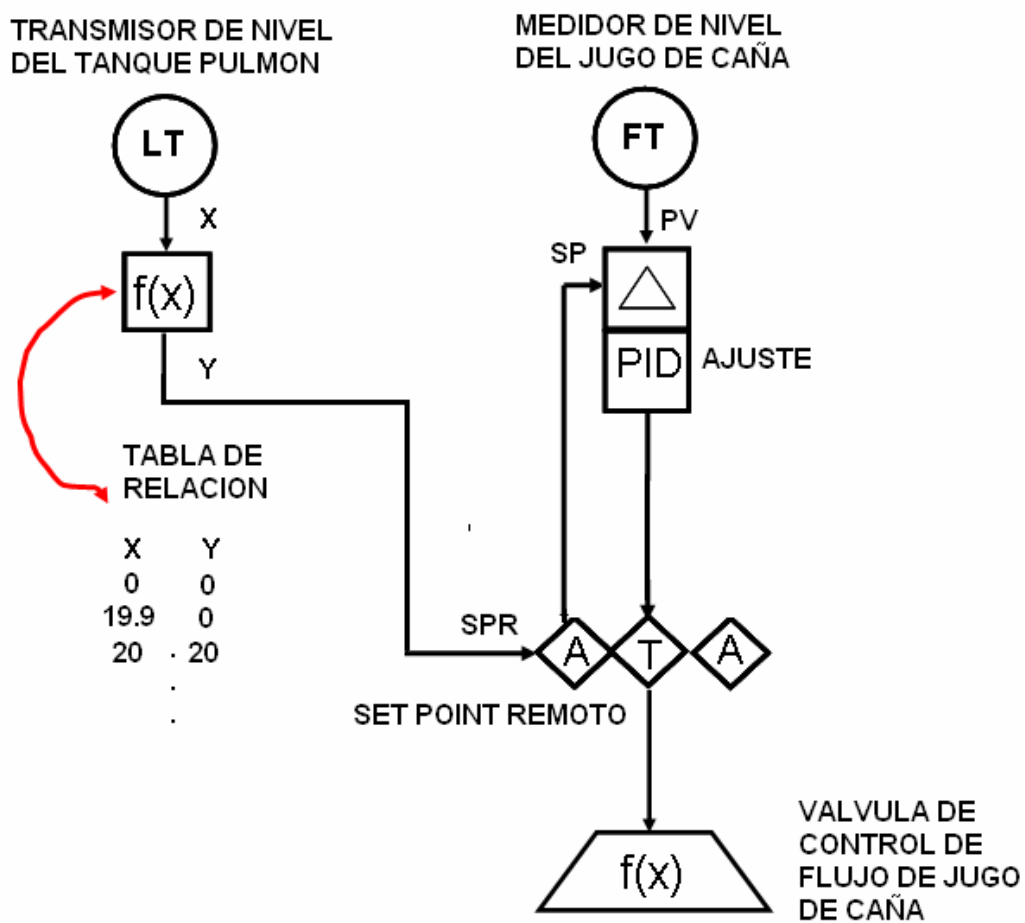 TRANSMISOR DE NIVEL
DEL TANQUE PULMON
MEDIDOR DE NIVEL
DEL JUGO DE CAÑA
LT
FT
X
PV
SP
f(x)
Y
PID
AJUSTE
TABLA DE
RELACION
X Y
0 0
19.9 0
20 . 20
.
.
SPR
A
T
A
SET POINT REMOTO
f(x)
VALVULA DE
CONTROL DE
FLUJO DE JUGO
DE CAÑA